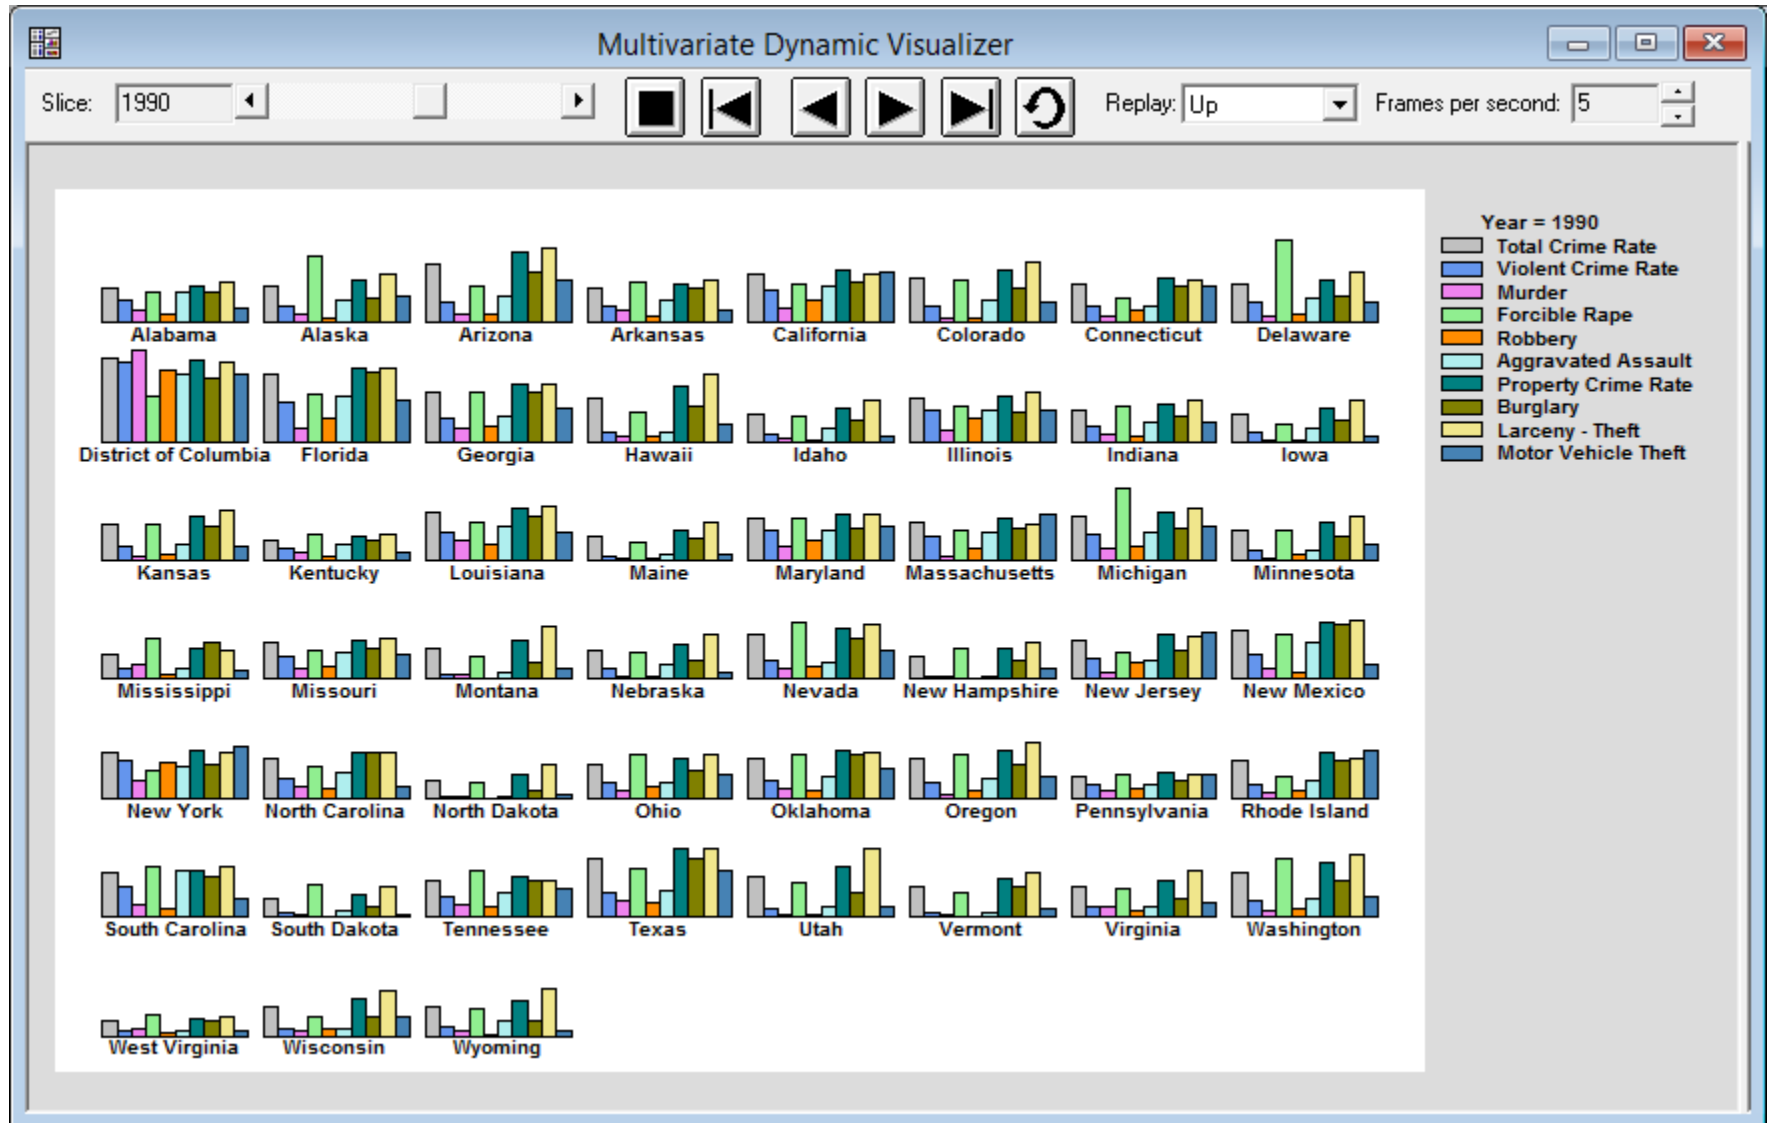 Multivariate Dynamic Visualizer
Slice: 1990 Replay: Up Frames per second: 5
Year = 1990
Total Crime Rate
Violent Crime Rate
Murder
Forcible Rape
Robbery
Aggravated Assault
Property Crime Rate
Burglary
Larceny - Theft
Motor Vehicle Theft
Alabama Alaska Arizona Arkansas California Colorado Connecticut Delaware
District of Columbia Florida Georgia Hawaii Idaho Illinois Indiana Iowa
Kansas Kentucky Louisiana Maine Maryland Massachusetts Michigan Minnesota
Mississippi Missouri Montana Nebraska Nevada New Hampshire New Jersey New Mexico
New York North Carolina North Dakota Ohio Oklahoma Oregon Pennsylvania Rhode Island
South Carolina South Dakota Tennessee Texas Utah Vermont Virginia Washington
West Virginia Wisconsin Wyoming